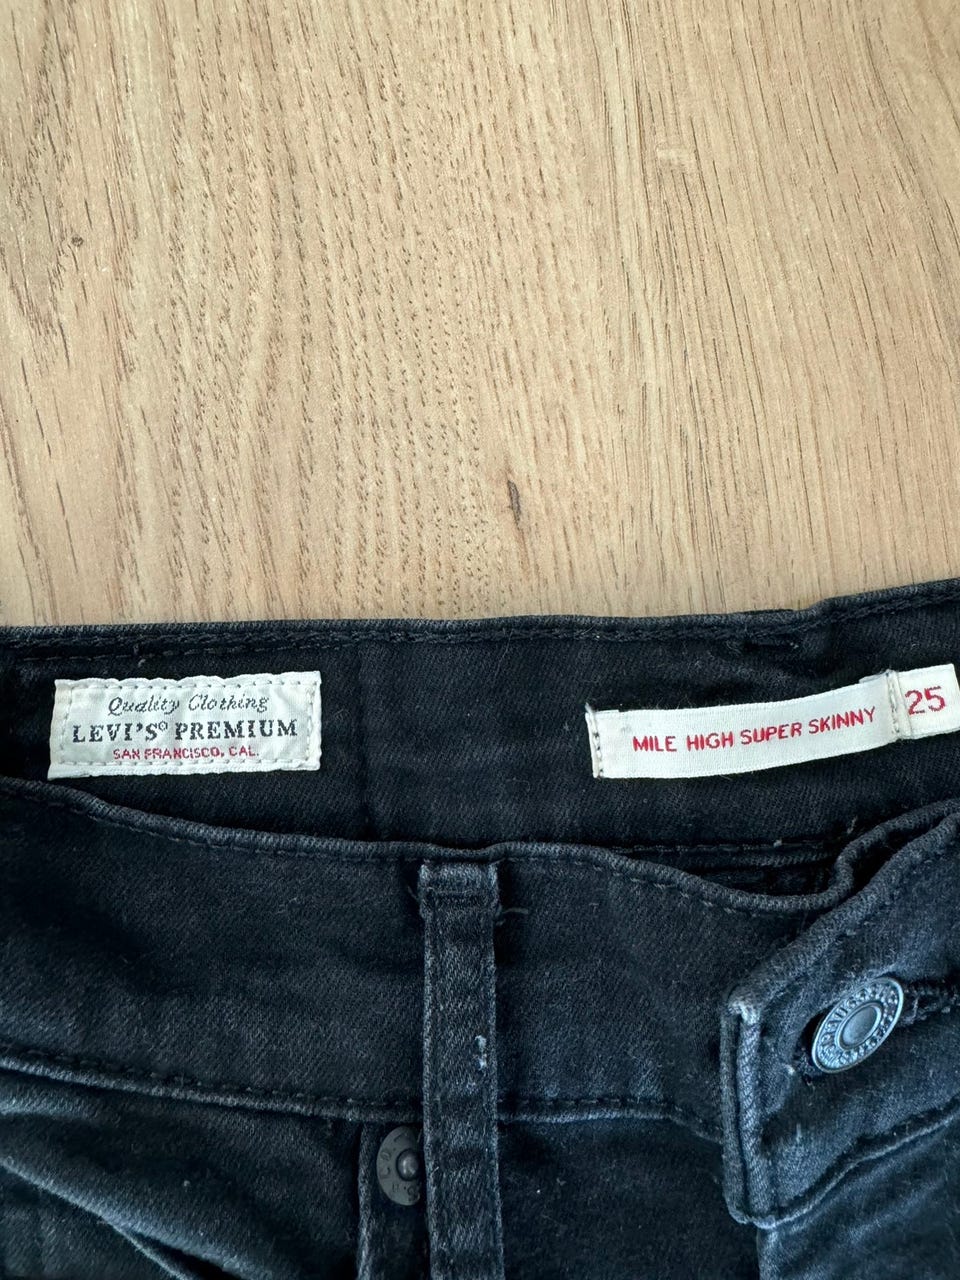 Quality Clothing
LEVI'S® PREMIUM
SAN FRANCISCO, CAL.
MILE HIGH SUPER SKINNY
25